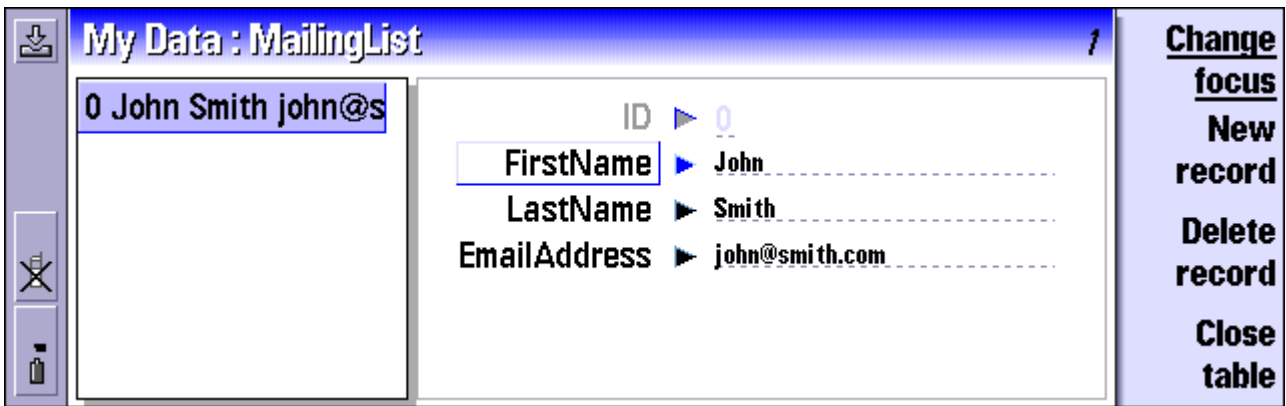 My Data : MailingList 1
0 John Smith john@s
ID 0
FirstName John
LastName Smith
EmailAddress john@smith.com
Change
focus
New
record
Delete
record
Close
table